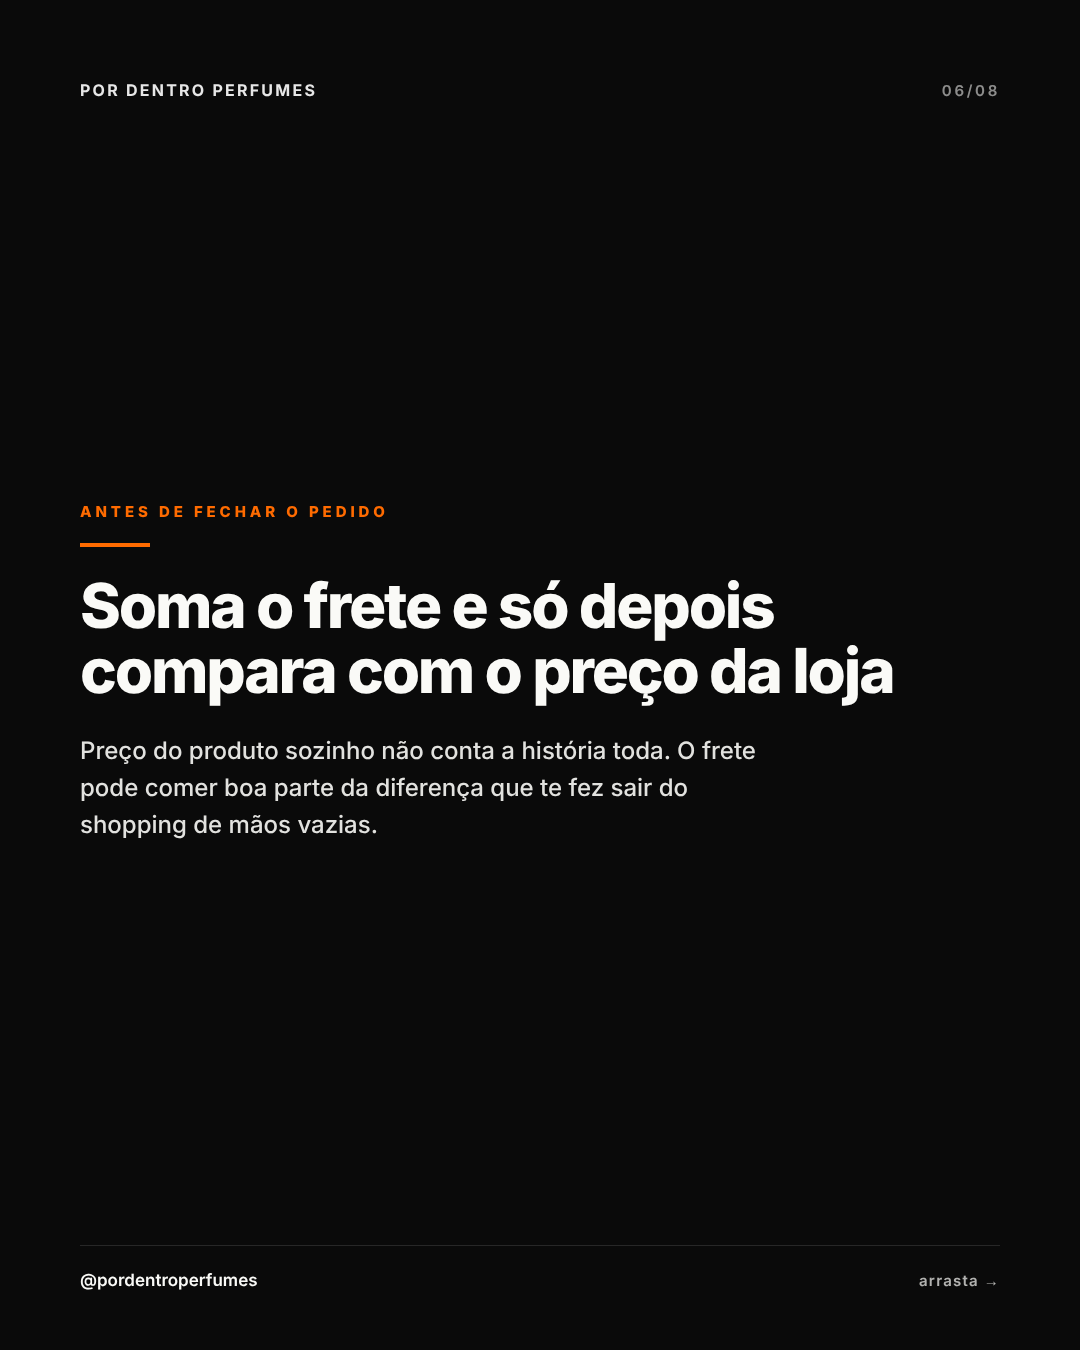 POR DENTRO PERFUMES
06/08
ANTES DE FECHAR O PEDIDO
Soma o frete e só depois
compara com o preço da loja
Preço do produto sozinho não conta a história toda. O frete
pode comer boa parte da diferença que te fez sair do
shopping de mãos vazias.
@pordentroperfumes
arrasta →